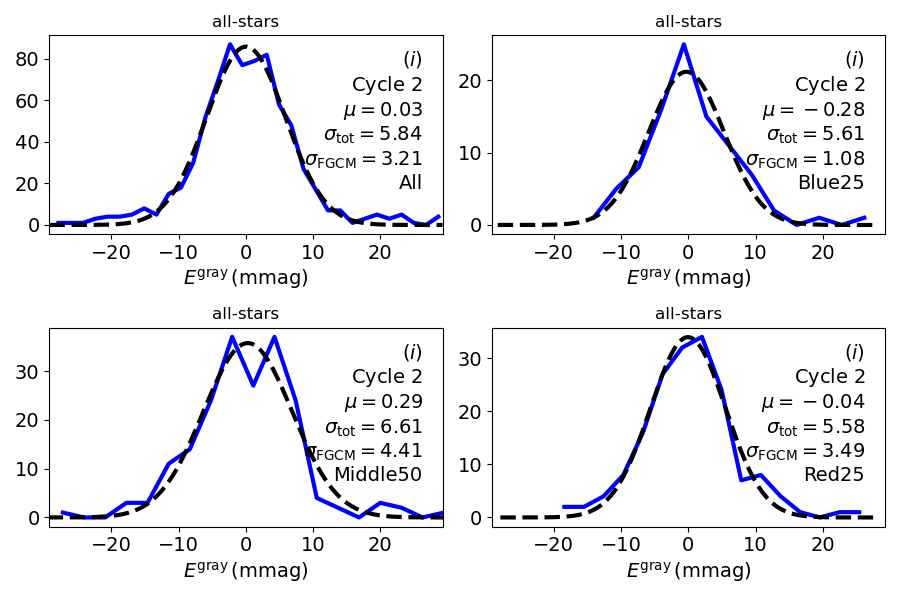 all-stars
80
60
40
20
0
(i)
Cycle 2
μ = 0.03
σtot = 5.84
σFGCM = 3.21
All
−20 −10 0 10 20
E^gray (mmag)
all-stars
20
10
0
(i)
Cycle 2
μ = −0.28
σtot = 5.61
σFGCM = 1.08
Blue25
−20 −10 0 10 20
E^gray (mmag)
all-stars
30
20
10
0
(i)
Cycle 2
μ = 0.29
σtot = 6.61
σFGCM = 4.41
Middle50
−20 −10 0 10 20
E^gray (mmag)
all-stars
30
20
10
0
(i)
Cycle 2
μ = −0.04
σtot = 5.58
σFGCM = 3.49
Red25
−20 −10 0 10 20
E^gray (mmag)